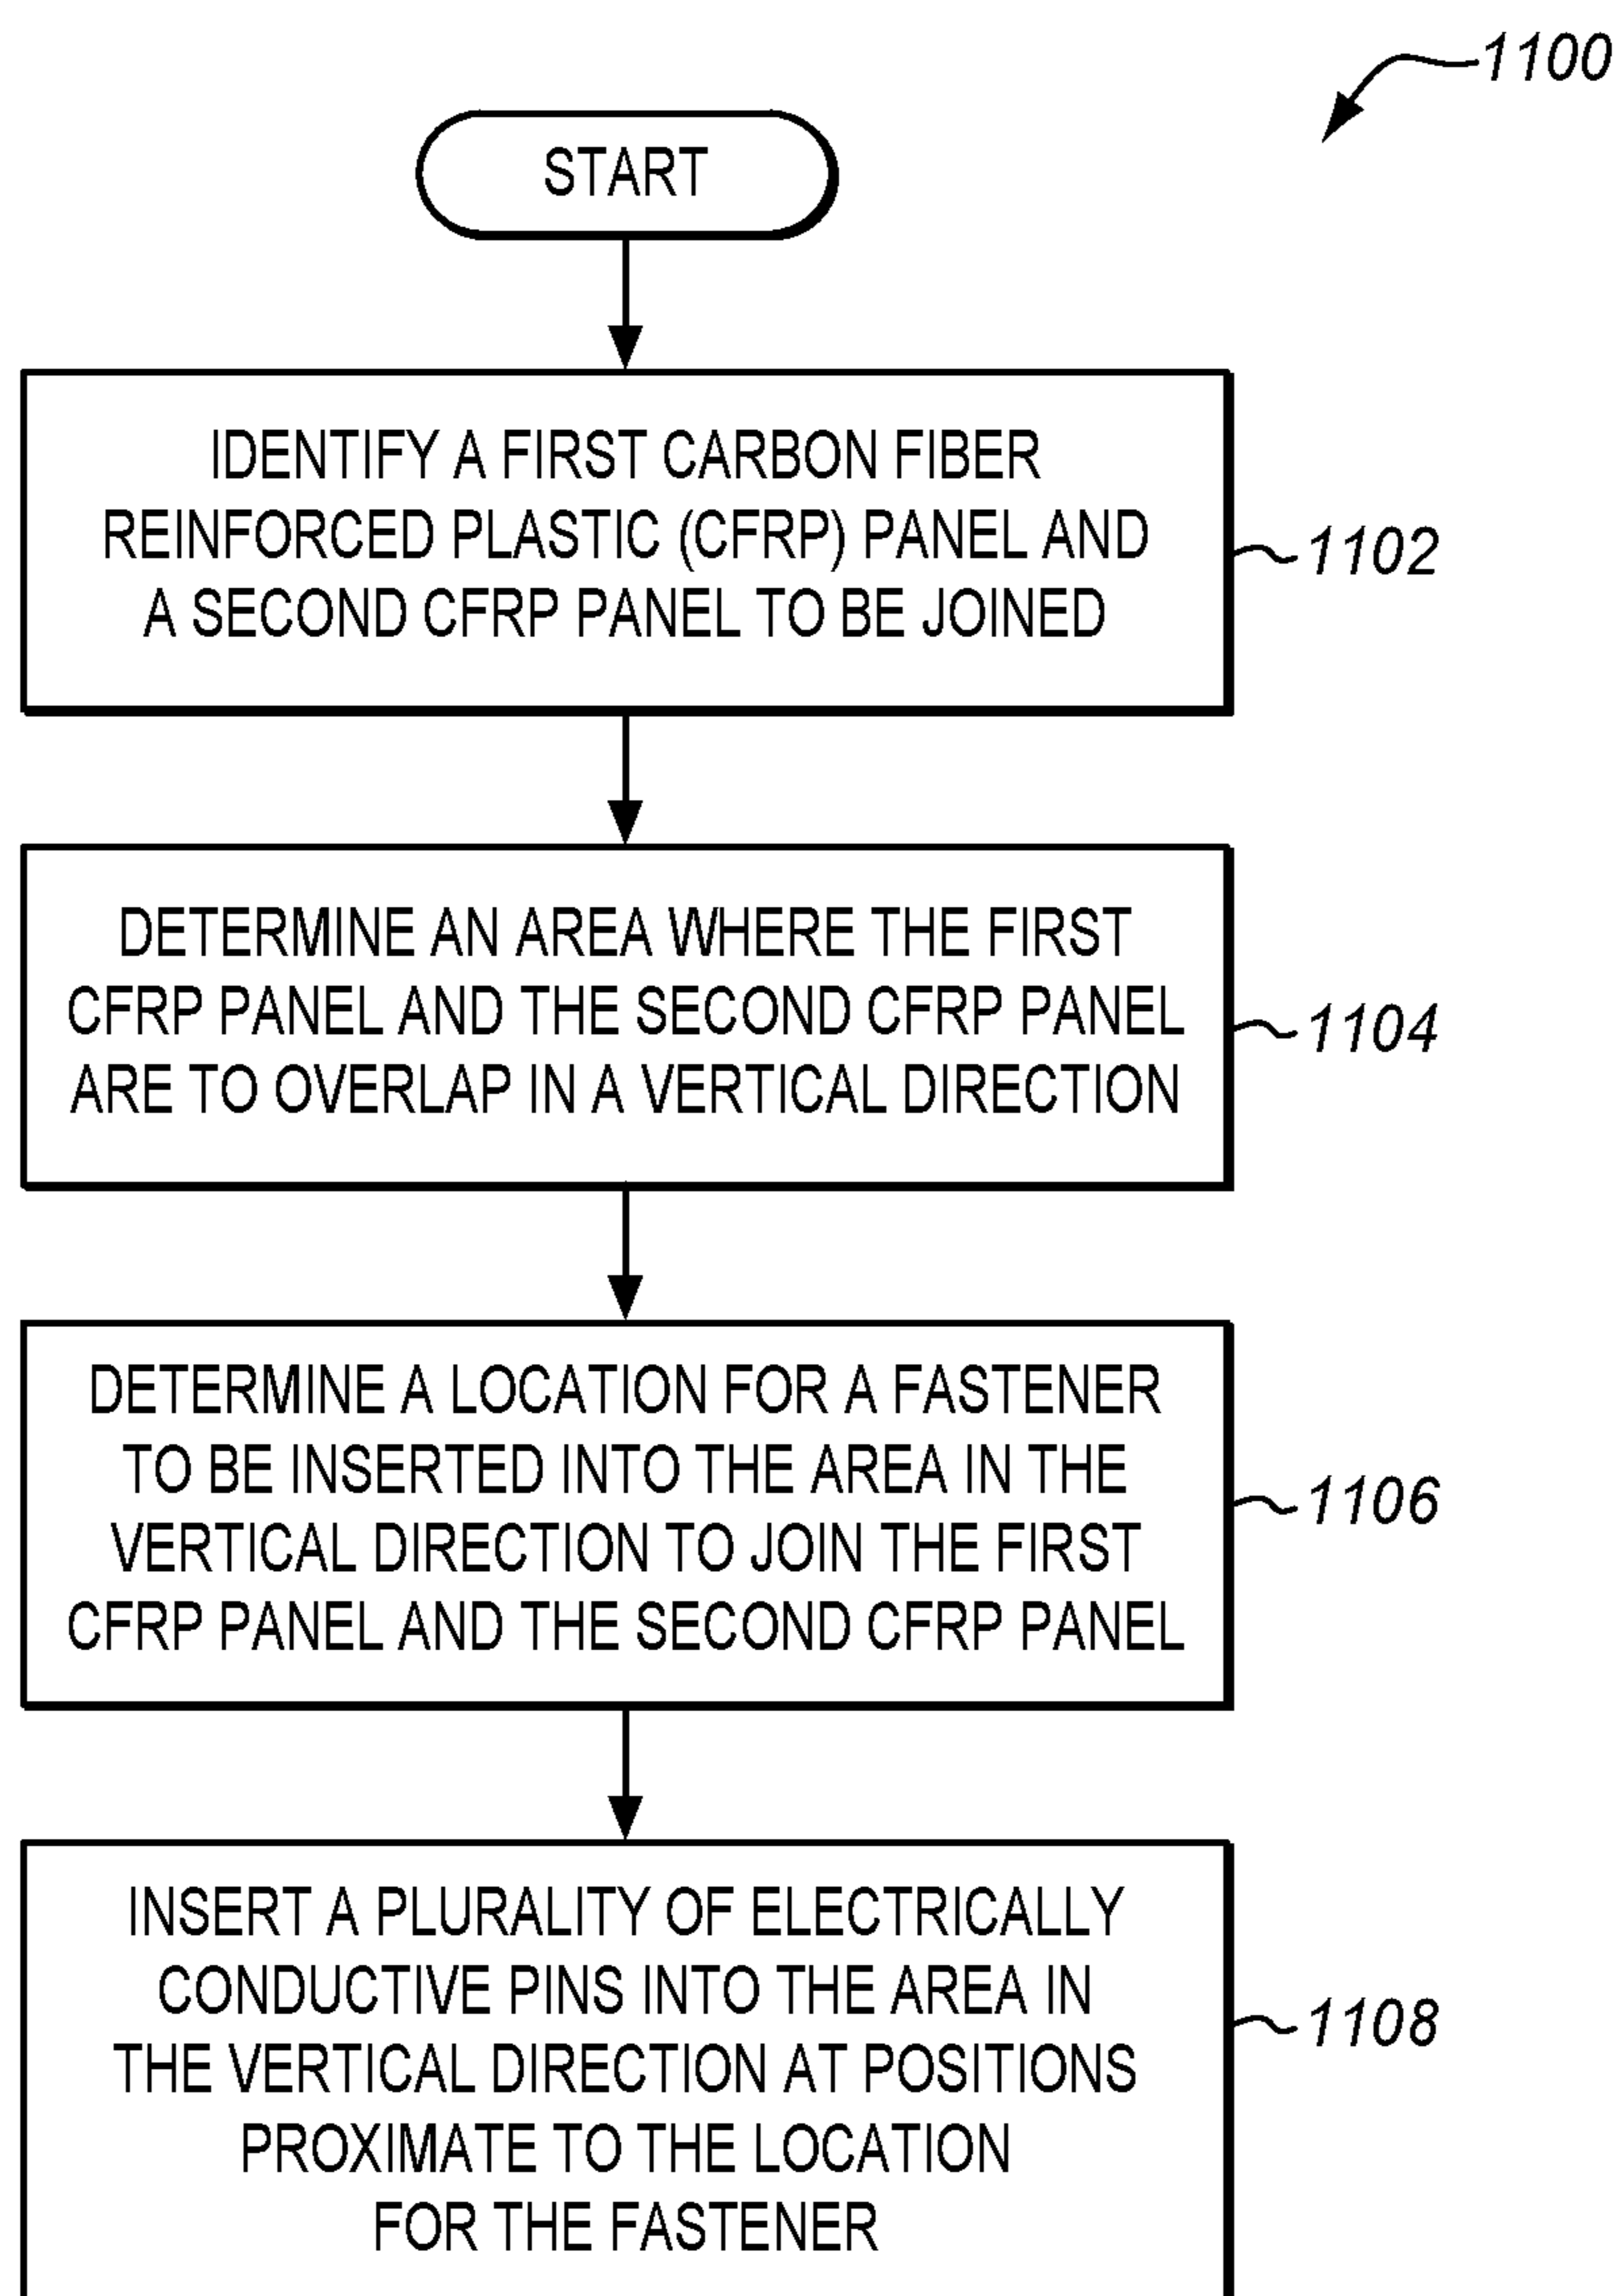 1100
START
IDENTIFY A FIRST CARBON FIBER
REINFORCED PLASTIC (CFRP) PANEL AND
A SECOND CFRP PANEL TO BE JOINED
1102
DETERMINE AN AREA WHERE THE FIRST
CFRP PANEL AND THE SECOND CFRP PANEL
ARE TO OVERLAP IN A VERTICAL DIRECTION
1104
DETERMINE A LOCATION FOR A FASTENER
TO BE INSERTED INTO THE AREA IN THE
VERTICAL DIRECTION TO JOIN THE FIRST
CFRP PANEL AND THE SECOND CFRP PANEL
1106
INSERT A PLURALITY OF ELECTRICALLY
CONDUCTIVE PINS INTO THE AREA IN
THE VERTICAL DIRECTION AT POSITIONS
PROXIMATE TO THE LOCATION
FOR THE FASTENER
1108